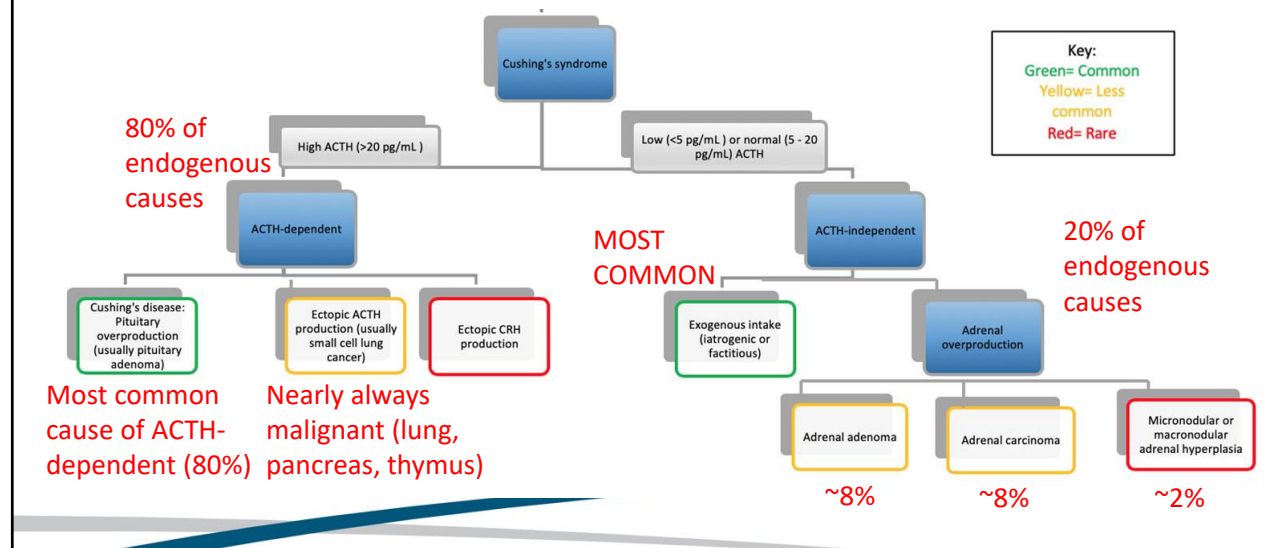 Cushing's syndrome
Key:
Green= Common
Yellow= Less
common
Red= Rare
80% of
endogenous
causes
High ACTH (>20 pg/mL )
Low (<5 pg/mL ) or normal (5 - 20
pg/mL) ACTH
ACTH-dependent
MOST
COMMON
ACTH-independent
20% of
endogenous
causes
Cushing's disease:
Pituitary
overproduction
(usually pituitary
adenoma)
Ectopic ACTH
production (usually
small cell lung
cancer)
Ectopic CRH
production
Exogenous intake
(iatrogenic or
factitious)
Adrenal
overproduction
Most common
cause of ACTH-
dependent (80%)
Nearly always
malignant (lung,
pancreas, thymus)
Adrenal adenoma
Adrenal carcinoma
Micronodular or
macronodular
adrenal hyperplasia
~8%
~8%
~2%